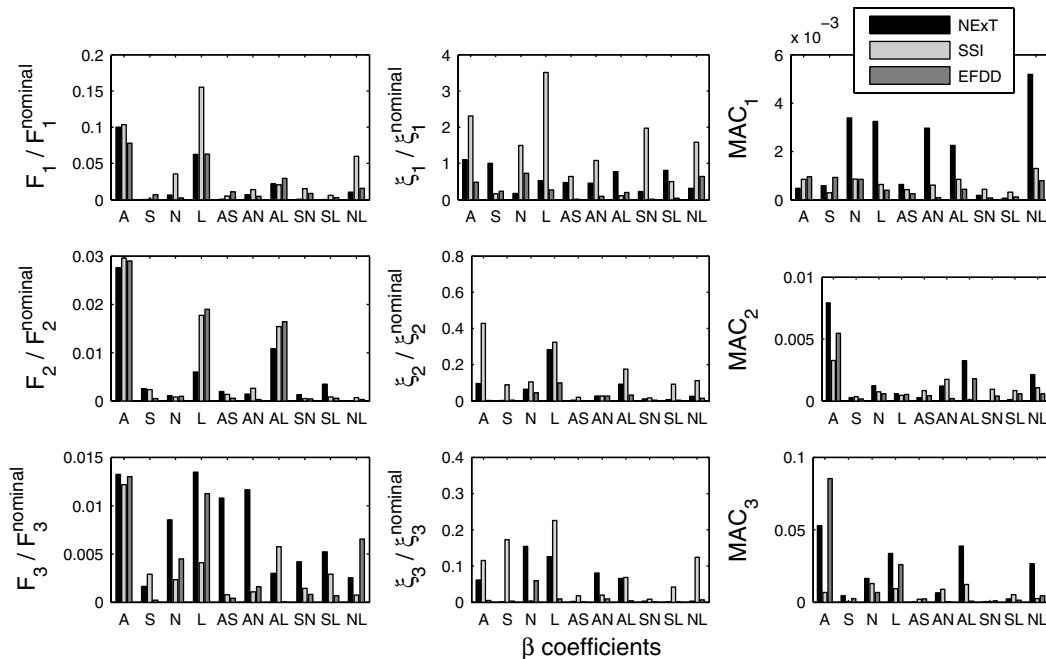 NExT
SSI
EFDD
F1 / F1^nominal
0.2
0.15
0.1
0.05
0
A S N L AS AN AL SN SL NL
ξ1 / ξ1^nominal
4
3
2
1
0
A S N L AS AN AL SN SL NL
MAC1
x 10^-3
6
4
2
0
A S N L AS AN AL SN SL NL
F2 / F2^nominal
0.03
0.02
0.01
0
A S N L AS AN AL SN SL NL
ξ2 / ξ2^nominal
0.8
0.6
0.4
0.2
0
A S N L AS AN AL SN SL NL
MAC2
0.01
0.005
0
A S N L AS AN AL SN SL NL
F3 / F3^nominal
0.015
0.01
0.005
0
A S N L AS AN AL SN SL NL
ξ3 / ξ3^nominal
0.4
0.3
0.2
0.1
0
A S N L AS AN AL SN SL NL
MAC3
0.1
0.05
0
A S N L AS AN AL SN SL NL
β coefficients